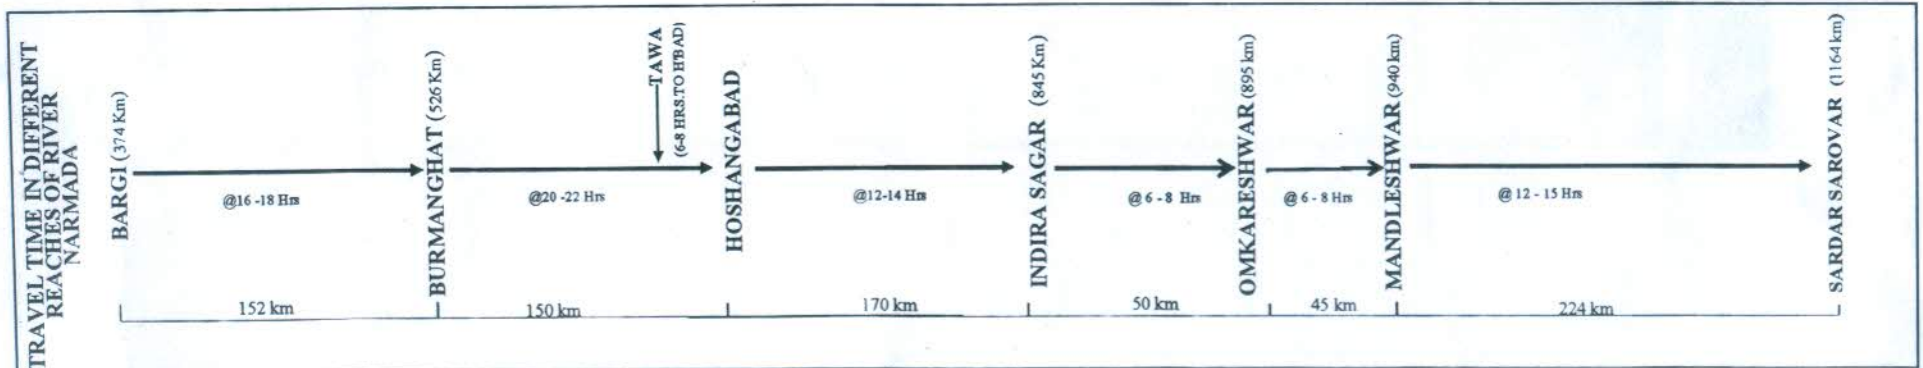 TRAVEL TIME IN DIFFERENT
REACHES OF RIVER
NARMADA
BARGI (374 Km)
@16 -18 Hrs
BURMANGHAT (526 Km)
@20 -22 Hrs
TAWA
(6-8 HRS.TO H'BAD)
HOSHANGABAD
@12-14 Hrs
INDIRA SAGAR (845 Km)
@ 6 - 8 Hrs
OMKARESHWAR (895 km)
@ 6 - 8 Hrs
MANDLESHWAR (940 km)
@ 12 - 15 Hrs
SARDAR SAROVAR (1164 km)
152 km
150 km
170 km
50 km
45 km
224 km